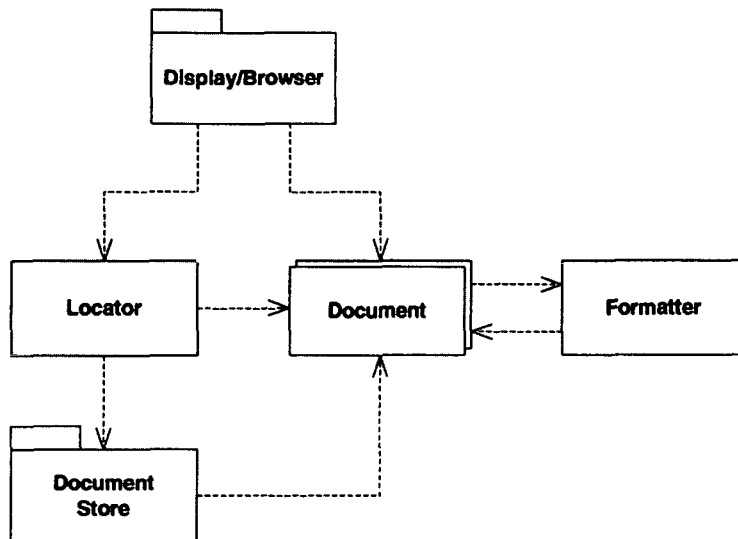 Display/Browser
Locator
Document
Formatter
Document
Store